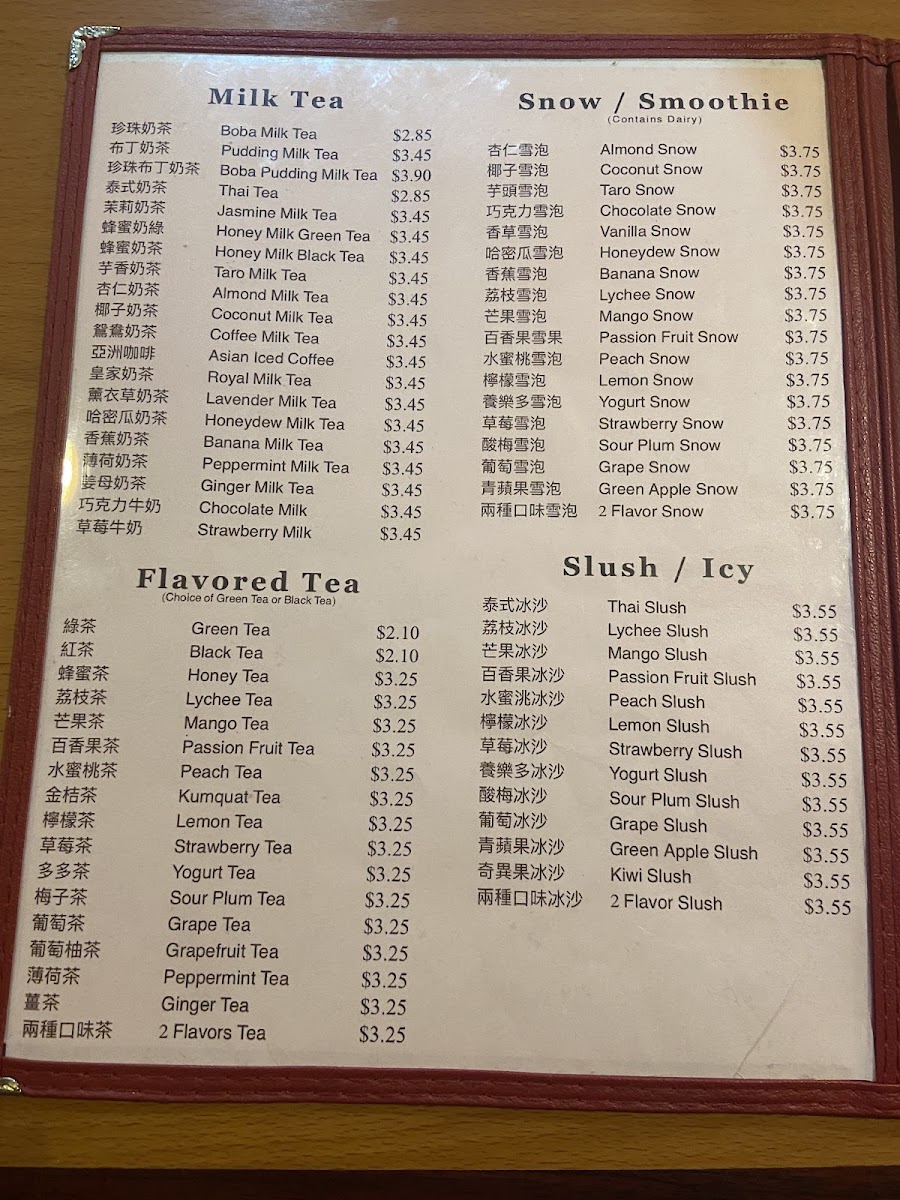 Milk Tea
珍珠奶茶 Boba Milk Tea $2.85
布丁奶茶 Pudding Milk Tea $3.45
珍珠布丁奶茶 Boba Pudding Milk Tea $3.90
泰式奶茶 Thai Tea $2.85
茉莉奶茶 Jasmine Milk Tea $3.45
蜂蜜奶綠 Honey Milk Green Tea $3.45
蜂蜜奶茶 Honey Milk Black Tea $3.45
芋香奶茶 Taro Milk Tea $3.45
杏仁奶茶 Almond Milk Tea $3.45
椰子奶茶 Coconut Milk Tea $3.45
鴛鴦奶茶 Coffee Milk Tea $3.45
亞洲咖啡 Asian Iced Coffee $3.45
皇家奶茶 Royal Milk Tea $3.45
薰衣草奶茶 Lavender Milk Tea $3.45
哈密瓜奶茶 Honeydew Milk Tea $3.45
香蕉奶茶 Banana Milk Tea $3.45
薄荷奶茶 Peppermint Milk Tea $3.45
姜母奶茶 Ginger Milk Tea $3.45
巧克力牛奶 Chocolate Milk $3.45
草莓牛奶 Strawberry Milk $3.45
Flavored Tea
(Choice of Green Tea or Black Tea)
綠茶 Green Tea $2.10
紅茶 Black Tea $2.10
蜂蜜茶 Honey Tea $3.25
荔枝茶 Lychee Tea $3.25
芒果茶 Mango Tea $3.25
百香果茶 Passion Fruit Tea $3.25
水蜜桃茶 Peach Tea $3.25
金桔茶 Kumquat Tea $3.25
檸檬茶 Lemon Tea $3.25
草莓茶 Strawberry Tea $3.25
多多茶 Yogurt Tea $3.25
梅子茶 Sour Plum Tea $3.25
葡萄茶 Grape Tea $3.25
葡萄柚茶 Grapefruit Tea $3.25
薄荷茶 Peppermint Tea $3.25
薑茶 Ginger Tea $3.25
兩種口味茶 2 Flavors Tea $3.25
Snow / Smoothie
(Contains Dairy)
杏仁雪泡 Almond Snow $3.75
椰子雪泡 Coconut Snow $3.75
芋頭雪泡 Taro Snow $3.75
巧克力雪泡 Chocolate Snow $3.75
香草雪泡 Vanilla Snow $3.75
哈密瓜雪泡 Honeydew Snow $3.75
香蕉雪泡 Banana Snow $3.75
荔枝雪泡 Lychee Snow $3.75
芒果雪泡 Mango Snow $3.75
百香果雪果 Passion Fruit Snow $3.75
水蜜桃雪泡 Peach Snow $3.75
檸檬雪泡 Lemon Snow $3.75
養樂多雪泡 Yogurt Snow $3.75
草莓雪泡 Strawberry Snow $3.75
酸梅雪泡 Sour Plum Snow $3.75
葡萄雪泡 Grape Snow $3.75
青蘋果雪泡 Green Apple Snow $3.75
兩種口味雪泡 2 Flavor Snow $3.75
Slush / Icy
泰式冰沙 Thai Slush $3.55
荔枝冰沙 Lychee Slush $3.55
芒果冰沙 Mango Slush $3.55
百香果冰沙 Passion Fruit Slush $3.55
水蜜洮冰沙 Peach Slush $3.55
檸檬冰沙 Lemon Slush $3.55
草莓冰沙 Strawberry Slush $3.55
養樂多冰沙 Yogurt Slush $3.55
酸梅冰沙 Sour Plum Slush $3.55
葡萄冰沙 Grape Slush $3.55
青蘋果冰沙 Green Apple Slush $3.55
奇異果冰沙 Kiwi Slush $3.55
兩種口味冰沙 2 Flavor Slush $3.55